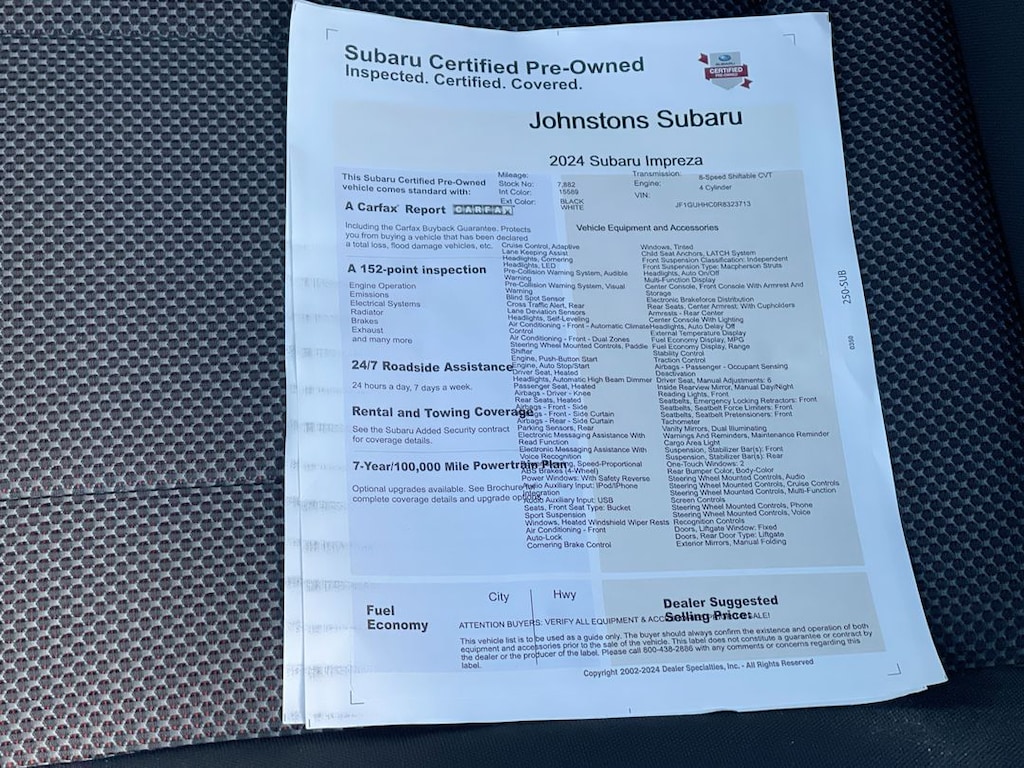 Subaru Certified Pre-Owned
Inspected. Certified. Covered.
SUBARU
CERTIFIED
PRE-OWNED
Johnstons Subaru
2024 Subaru Impreza
This Subaru Certified Pre-Owned
vehicle comes standard with:
Mileage: 7,882
Stock No: 15589
Int Color: BLACK
Ext Color: WHITE
Transmission: 8-Speed Shiftable CVT
Engine: 4 Cylinder
VIN: JF1GUHHC0R8323713
A Carfax Report CARFAX
Including the Carfax Buyback Guarantee. Protects
you from buying a vehicle that has been declared
a total loss, flood damage vehicles, etc.
A 152-point inspection
Engine Operation
Emissions
Electrical Systems
Radiator
Brakes
Exhaust
and many more
24/7 Roadside Assistance
24 hours a day, 7 days a week.
Rental and Towing Coverage
See the Subaru Added Security contract
for coverage details.
7-Year/100,000 Mile Powertrain Plan
Optional upgrades available. See Brochure for
complete coverage details and upgrade options.
Vehicle Equipment and Accessories
Cruise Control, Adaptive
Lane Keeping Assist
Headlights, Cornering
Headlights, LED
Pre-Collision Warning System, Audible
Warning
Pre-Collision Warning System, Visual
Warning
Blind Spot Sensor
Cross Traffic Alert, Rear
Lane Deviation Sensors
Headlights, Self-Leveling
Air Conditioning - Front - Automatic Climate
Control
Air Conditioning - Front - Dual Zones
Steering Wheel Mounted Controls, Paddle
Shifter
Engine, Push-Button Start
Engine, Auto Stop/Start
Driver Seat, Heated
Headlights, Automatic High Beam Dimmer
Passenger Seat, Heated
Airbags - Driver - Knee
Rear Seats, Heated
Airbags - Front - Side
Airbags - Front - Side Curtain
Airbags - Rear - Side Curtain
Parking Sensors, Rear
Electronic Messaging Assistance With
Read Function
Electronic Messaging Assistance With
Voice Recognition
Speed-Proportional
ABS Brakes (4-Wheel)
Power Windows: With Safety Reverse
Audio Auxiliary Input: IPod/IPhone
Integration
Audio Auxiliary Input: USB
Seats, Front Seat Type: Bucket
Sport Suspension
Windows, Heated Windshield Wiper Rests
Air Conditioning - Front
Auto-Lock
Cornering Brake Control
Windows, Tinted
Child Seat Anchors, LATCH System
Front Suspension Classification: Independent
Front Suspension Type: Macpherson Struts
Headlights, Auto On/Off
Multi-Function Display
Center Console, Front Console With Armrest And
Storage
Electronic Brakeforce Distribution
Rear Seats, Center Armrest: With Cupholders
Armrests - Rear Center
Center Console With Lighting
Headlights, Auto Delay Off
External Temperature Display
Fuel Economy Display, MPG
Fuel Economy Display, Range
Stability Control
Traction Control
Airbags - Passenger - Occupant Sensing
Deactivation
Driver Seat, Manual Adjustments: 6
Inside Rearview Mirror, Manual Day/Night
Reading Lights, Front
Seatbelts, Emergency Locking Retractors: Front
Seatbelts, Seatbelt Force Limiters: Front
Seatbelts, Seatbelt Pretensioners: Front
Tachometer
Vanity Mirrors, Dual Illuminating
Warnings And Reminders, Maintenance Reminder
Cargo Area Light
Suspension, Stabilizer Bar(s): Front
Suspension, Stabilizer Bar(s): Rear
One-Touch Windows: 2
Rear Bumper Color, Body-Color
Steering Wheel Mounted Controls, Audio
Steering Wheel Mounted Controls, Cruise Controls
Steering Wheel Mounted Controls, Multi-Function
Screen Controls
Steering Wheel Mounted Controls, Phone
Steering Wheel Mounted Controls, Voice
Recognition Controls
Doors, Liftgate Window: Fixed
Doors, Rear Door Type: Liftgate
Exterior Mirrors, Manual Folding
250-SUB
0350
Fuel
Economy
City
Hwy
Dealer Suggested
Selling Price:
ATTENTION BUYERS: VERIFY ALL EQUIPMENT & SALE!
This vehicle list is to be used as a guide only. The buyer should always confirm the existence and operation of both
equipment and accessories prior to the sale of the vehicle. This label does not constitute a guarantee or contract by
the dealer or the producer of the label. Please call 800-438-2886 with any comments or concerns regarding this
label.
Copyright 2002-2024 Dealer Specialties, Inc. - All Rights Reserved